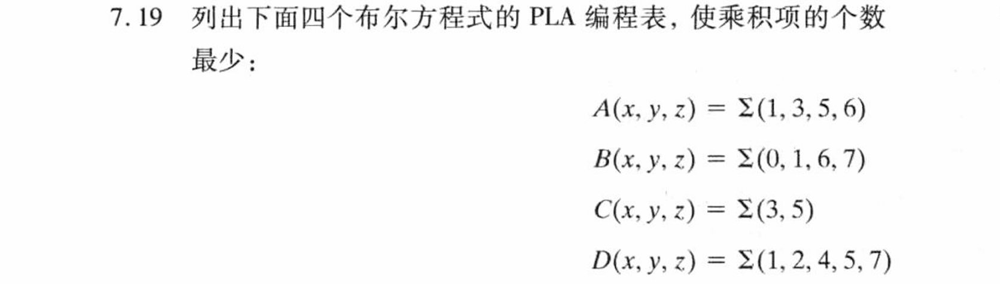 7.19 列出下面四个布尔方程式的 PLA 编程表，使乘积项的个数
最少：
A(x, y, z) = Σ(1, 3, 5, 6)
B(x, y, z) = Σ(0, 1, 6, 7)
C(x, y, z) = Σ(3, 5)
D(x, y, z) = Σ(1, 2, 4, 5, 7)